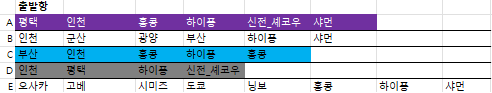 출발항
A 평택 인천 홍콩 하이퐁 신전_셰코우 샤먼
B 인천 군산 광양 부산 하이퐁 샤먼
C 부산 인천 홍콩 하이퐁 홍콩
D 인천 평택 하이퐁 신전_셰코우
E 오사카 고베 시미즈 도쿄 닝보 홍콩 하이퐁 샤먼